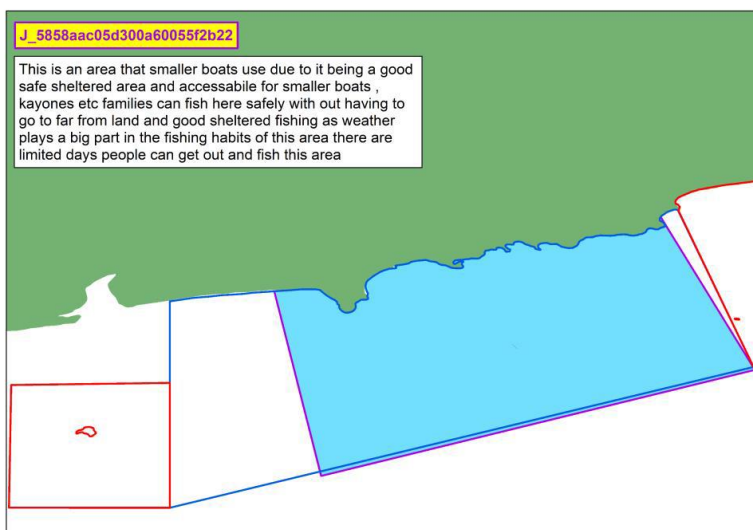 J_5858aac05d300a60055f2b22
This is an area that smaller boats use due to it being a good
safe sheltered area and accessabile for smaller boats ,
kayones etc families can fish here safely with out having to
go to far from land and good sheltered fishing as weather
plays a big part in the fishing habits of this area there are
limited days people can get out and fish this area